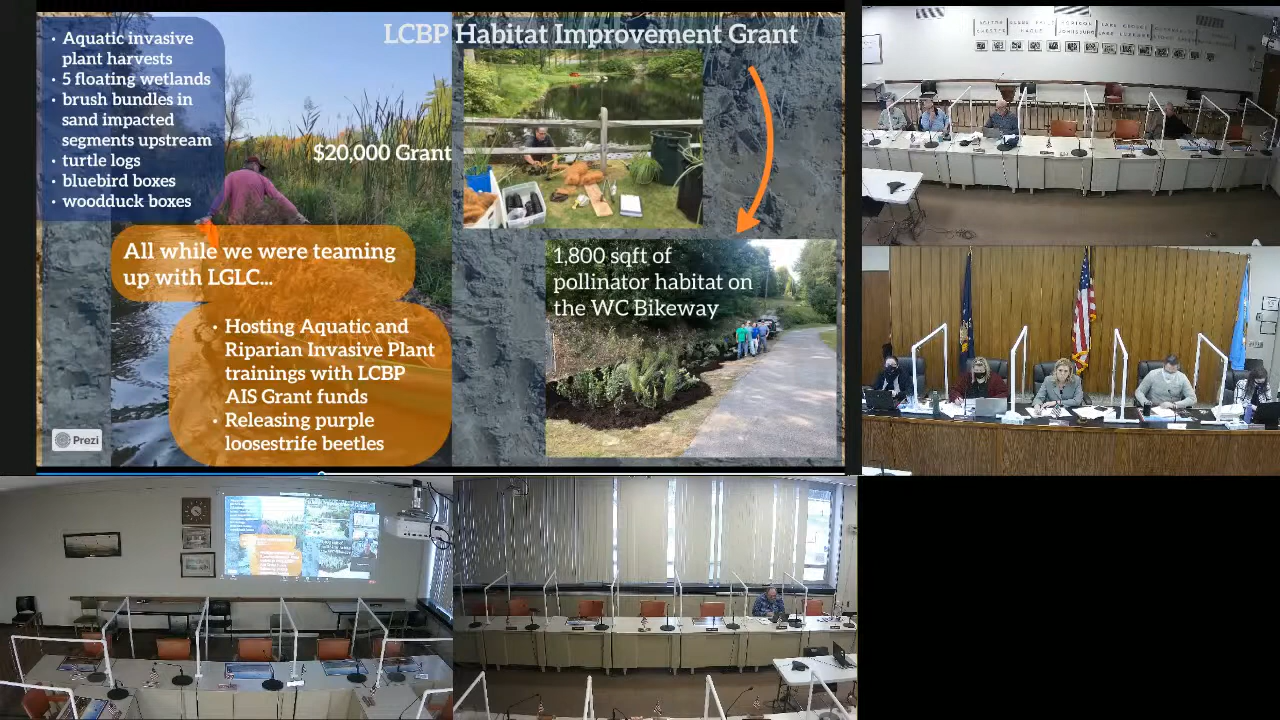 LCBP Habitat Improvement Grant
· Aquatic invasive
plant harvests
· 5 floating wetlands
· brush bundles in
sand impacted
segments upstream
· turtle logs
· bluebird boxes
· woodduck boxes
$20,000 Grant
All while we were teaming
up with LGLC...
· Hosting Aquatic and
Riparian Invasive Plant
trainings with LCBP
AIS Grant funds
· Releasing purple
loosestrife beetles
1,800 sqft of
pollinator habitat on
the WC Bikeway
Prezi